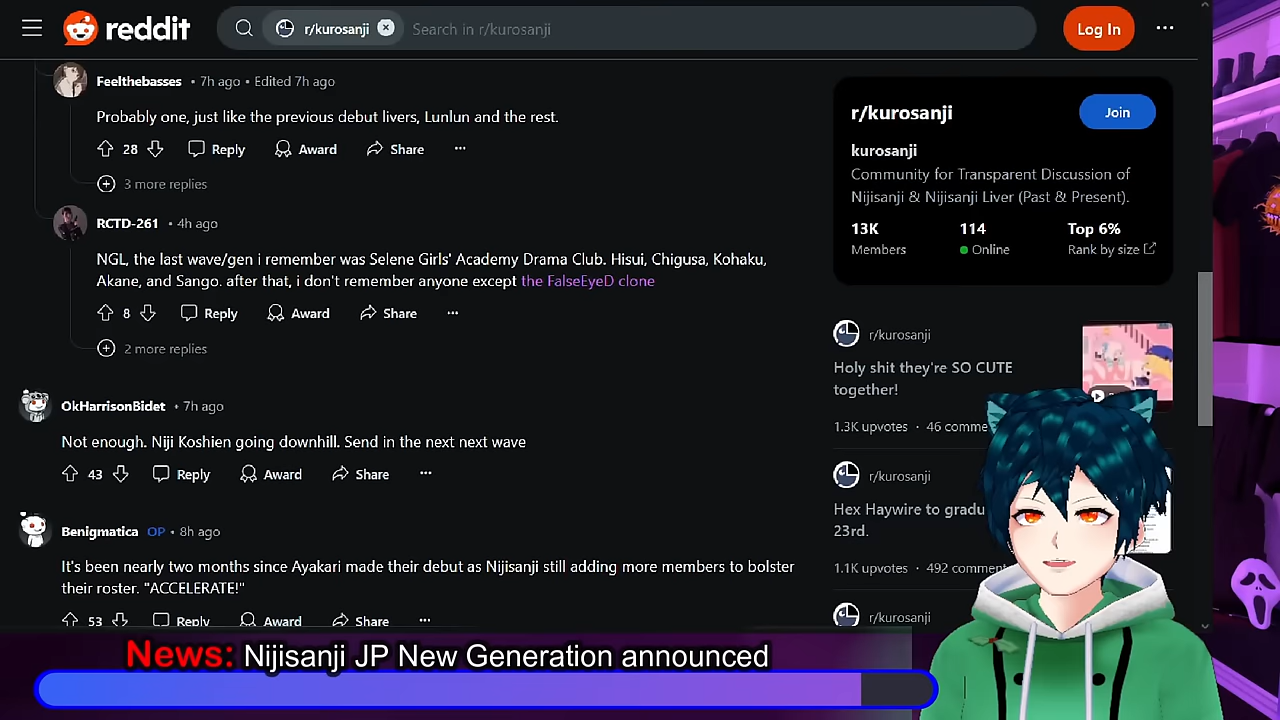 reddit
r/kurosanji
Search in r/kurosanji
Log In
Feelthebasses • 7h ago • Edited 7h ago
Probably one, just like the previous debut livers, Lunlun and the rest.
28 Reply Award Share
3 more replies
RCTD-261 • 4h ago
NGL, the last wave/gen i remember was Selene Girls' Academy Drama Club. Hisui, Chigusa, Kohaku,
Akane, and Sango. after that, i don't remember anyone except the FalseEyeD clone
8 Reply Award Share
2 more replies
OkHarrisonBidet • 7h ago
Not enough. Niji Koshien going downhill. Send in the next next wave
43 Reply Award Share
Benigmatica OP • 8h ago
It's been nearly two months since Ayakari made their debut as Nijisanji still adding more members to bolster
their roster. "ACCELERATE!"
53 Reply Award Share
r/kurosanji
Join
kurosanji
Community for Transparent Discussion of
Nijisanji & Nijisanji Liver (Past & Present).
13K 114 Top 6%
Members Online Rank by size
r/kurosanji
Holy shit they're SO CUTE
together!
1.3K upvotes · 46 comme
r/kurosanji
Hex Haywire to gradu
23rd.
1.1K upvotes · 492 comment
r/kurosanji
News: Nijisanji JP New Generation announced